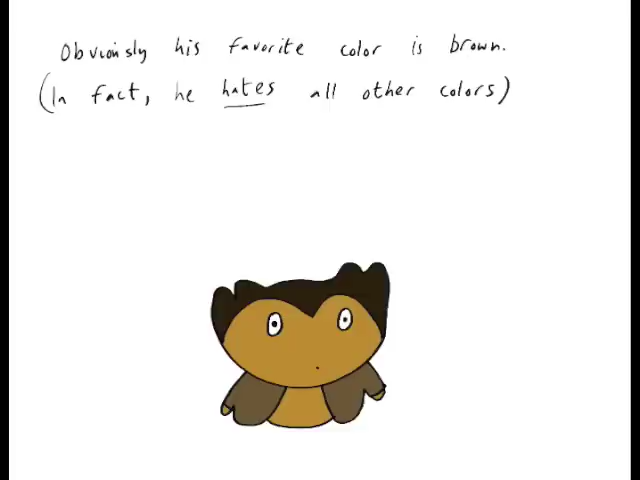 Obviously his favorite color is brown.
(In fact, he hates all other colors)